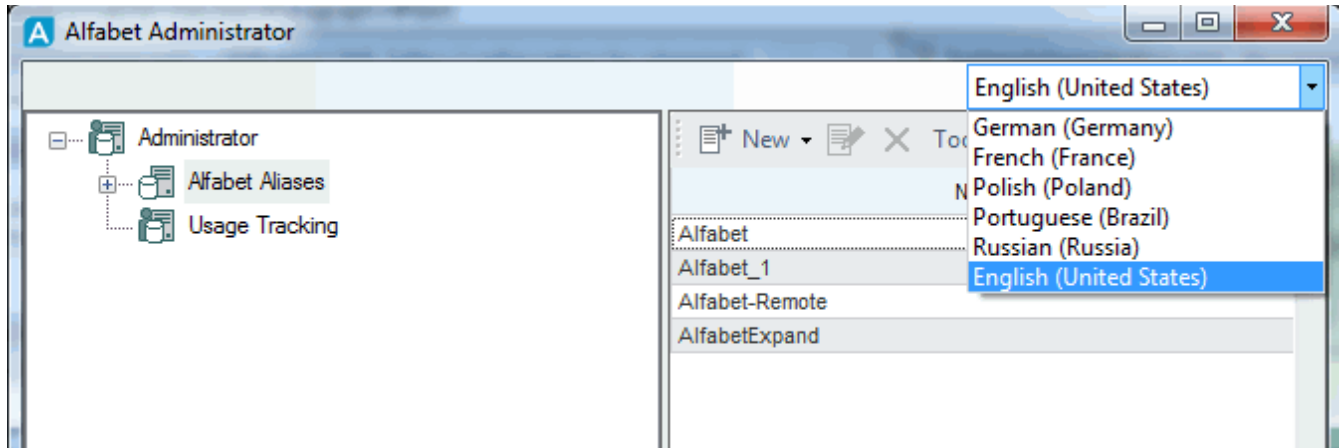 Alfabet Administrator
English (United States)
German (Germany)
French (France)
Polish (Poland)
Portuguese (Brazil)
Russian (Russia)
English (United States)
Administrator
Alfabet Aliases
Usage Tracking
New
Alfabet
Alfabet_1
Alfabet-Remote
AlfabetExpand